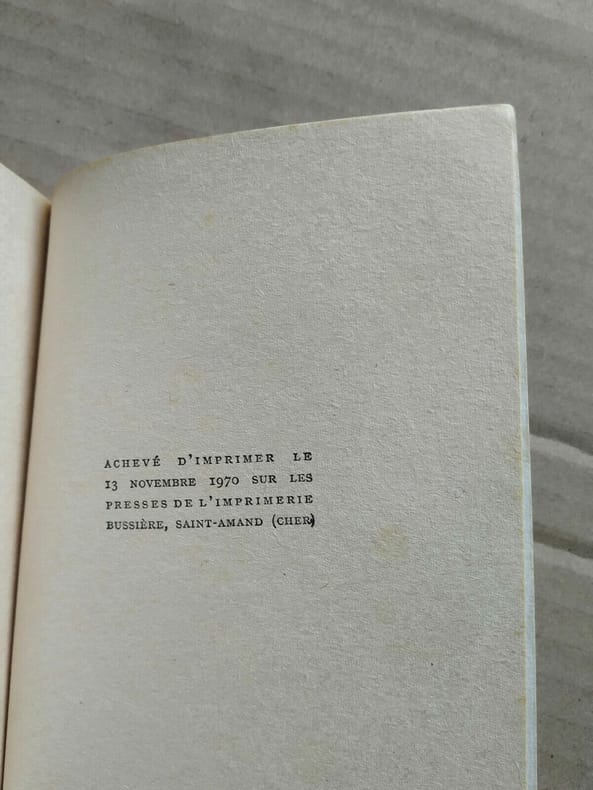 ACHEVÉ D'IMPRIMER LE
13 NOVEMBRE 1970 SUR LES
PRESSES DE L'IMPRIMERIE
BUSSIÈRE, SAINT-AMAND (CHER)